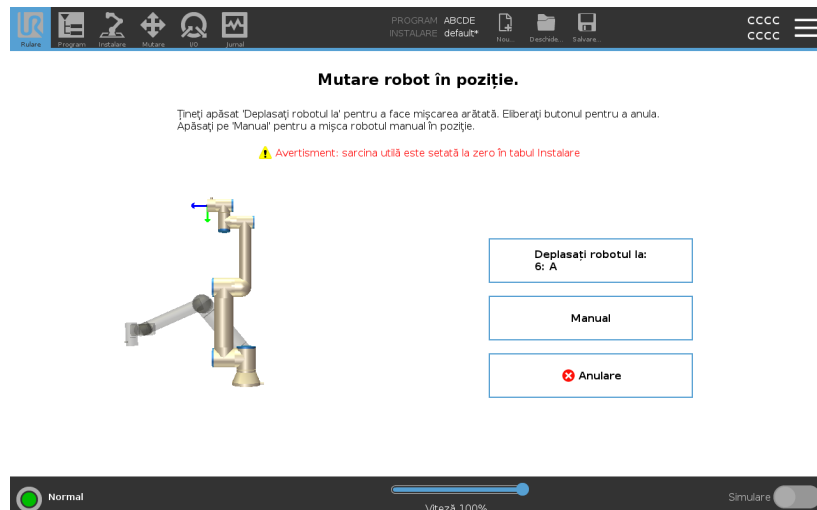 PROGRAM ABCDE
INSTALARE default*
cccc
cccc
Rulare Program Instalare Mutare I/O Jurnal Nou... Deschide... Salvare...
Mutare robot în poziție.
Țineți apăsat 'Deplasați robotul la' pentru a face mișcarea arătată. Eliberați butonul pentru a anula.
Apăsați pe 'Manual' pentru a mișca robotul manual în poziție.
Avertisment: sarcina utilă este setată la zero în tabul Instalare
Deplasați robotul la:
6: A
Manual
Anulare
Normal
Viteză 100%
Simulare